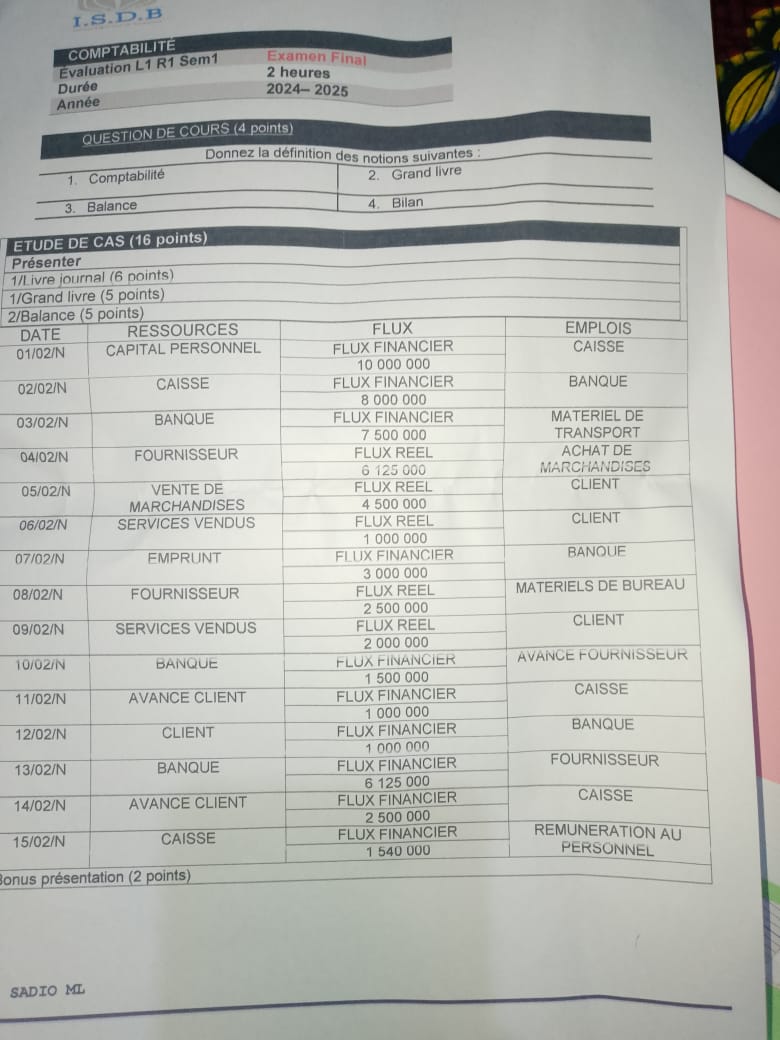 I.S.D.B
COMPTABILITÉ
Évaluation L1 R1 Sem1 Examen Final
Durée 2 heures
Année 2024– 2025
QUESTION DE COURS (4 points)
Donnez la définition des notions suivantes :
1. Comptabilité 2. Grand livre
3. Balance 4. Bilan
ETUDE DE CAS (16 points)
Présenter
1/Livre journal (6 points)
1/Grand livre (5 points)
2/Balance (5 points)
DATE RESSOURCES FLUX EMPLOIS
01/02/N CAPITAL PERSONNEL FLUX FINANCIER CAISSE
10 000 000
02/02/N CAISSE FLUX FINANCIER BANQUE
8 000 000
03/02/N BANQUE FLUX FINANCIER MATERIEL DE
7 500 000 TRANSPORT
04/02/N FOURNISSEUR FLUX REEL ACHAT DE
6 125 000 MARCHANDISES
05/02/N VENTE DE FLUX REEL CLIENT
MARCHANDISES 4 500 000
06/02/N SERVICES VENDUS FLUX REEL CLIENT
1 000 000
07/02/N EMPRUNT FLUX FINANCIER BANQUE
3 000 000
08/02/N FOURNISSEUR FLUX REEL MATERIELS DE BUREAU
2 500 000
09/02/N SERVICES VENDUS FLUX REEL CLIENT
2 000 000
10/02/N BANQUE FLUX FINANCIER AVANCE FOURNISSEUR
1 500 000
11/02/N AVANCE CLIENT FLUX FINANCIER CAISSE
1 000 000
12/02/N CLIENT FLUX FINANCIER BANQUE
1 000 000
13/02/N BANQUE FLUX FINANCIER FOURNISSEUR
6 125 000
14/02/N AVANCE CLIENT FLUX FINANCIER CAISSE
2 500 000
15/02/N CAISSE FLUX FINANCIER REMUNERATION AU
1 540 000 PERSONNEL
Bonus présentation (2 points)
SADIO ML